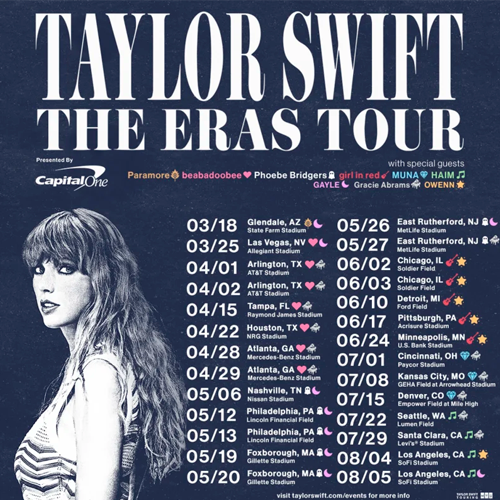 TAYLOR SWIFT
THE ERAS TOUR
Presented By
Capital One
with special guests
Paramore beabadoobee Phoebe Bridgers girl in red MUNA HAIM
GAYLE Gracie Abrams OWENN
03/18 Glendale, AZ
State Farm Stadium
03/25 Las Vegas, NV
Allegiant Stadium
04/01 Arlington, TX
AT&T Stadium
04/02 Arlington, TX
AT&T Stadium
04/15 Tampa, FL
Raymond James Stadium
04/22 Houston, TX
NRG Stadium
04/28 Atlanta, GA
Mercedes-Benz Stadium
04/29 Atlanta, GA
Mercedes-Benz Stadium
05/06 Nashville, TN
Nissan Stadium
05/12 Philadelphia, PA
Lincoln Financial Field
05/13 Philadelphia, PA
Lincoln Financial Field
05/19 Foxborough, MA
Gillette Stadium
05/20 Foxborough, MA
Gillette Stadium
05/26 East Rutherford, NJ
MetLife Stadium
05/27 East Rutherford, NJ
MetLife Stadium
06/02 Chicago, IL
Soldier Field
06/03 Chicago, IL
Soldier Field
06/10 Detroit, MI
Ford Field
06/17 Pittsburgh, PA
Acrisure Stadium
06/24 Minneapolis, MN
U.S. Bank Stadium
07/01 Cincinnati, OH
Paycor Stadium
07/08 Kansas City, MO
GEHA Field at Arrowhead Stadium
07/15 Denver, CO
Empower Field at Mile High
07/22 Seattle, WA
Lumen Field
07/29 Santa Clara, CA
Levi's® Stadium
08/04 Los Angeles, CA
SoFi Stadium
08/05 Los Angeles, CA
SoFi Stadium
visit taylorswift.com/events for more info
TAYLOR SWIFT
TOURING